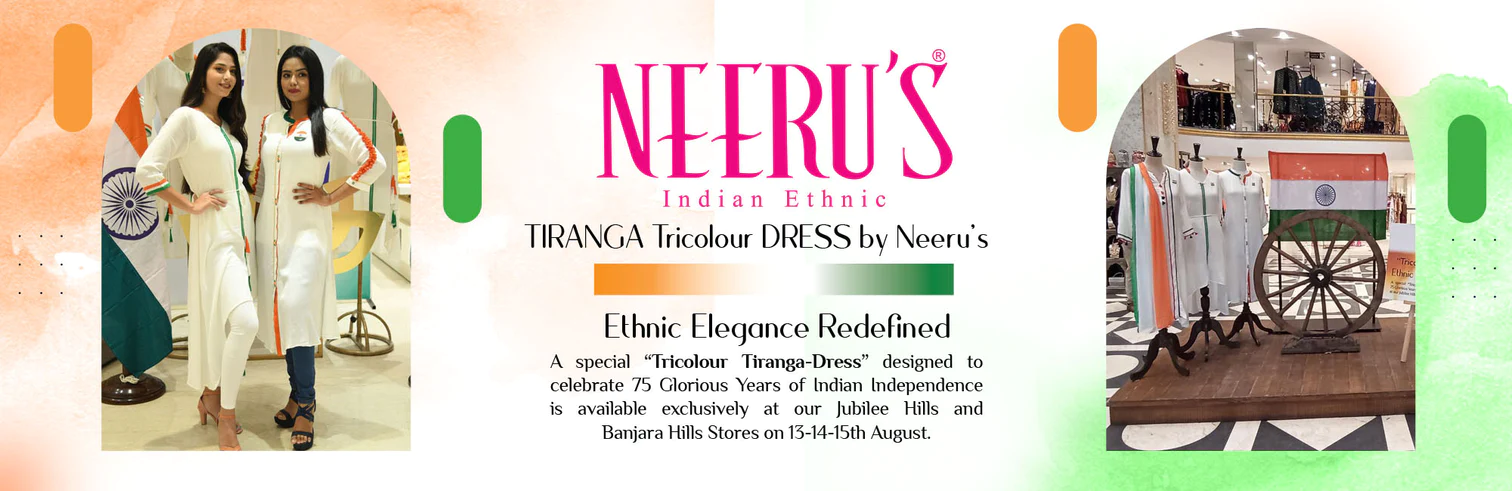 NEERU'S®
Indian Ethnic
TIRANGA Tricolour DRESS by Neeru's
Ethnic Elegance Redefined
A special “Tricolour Tiranga-Dress” designed to
celebrate 75 Glorious Years of Indian Independence
is available exclusively at our Jubilee Hills and
Banjara Hills Stores on 13-14-15th August.